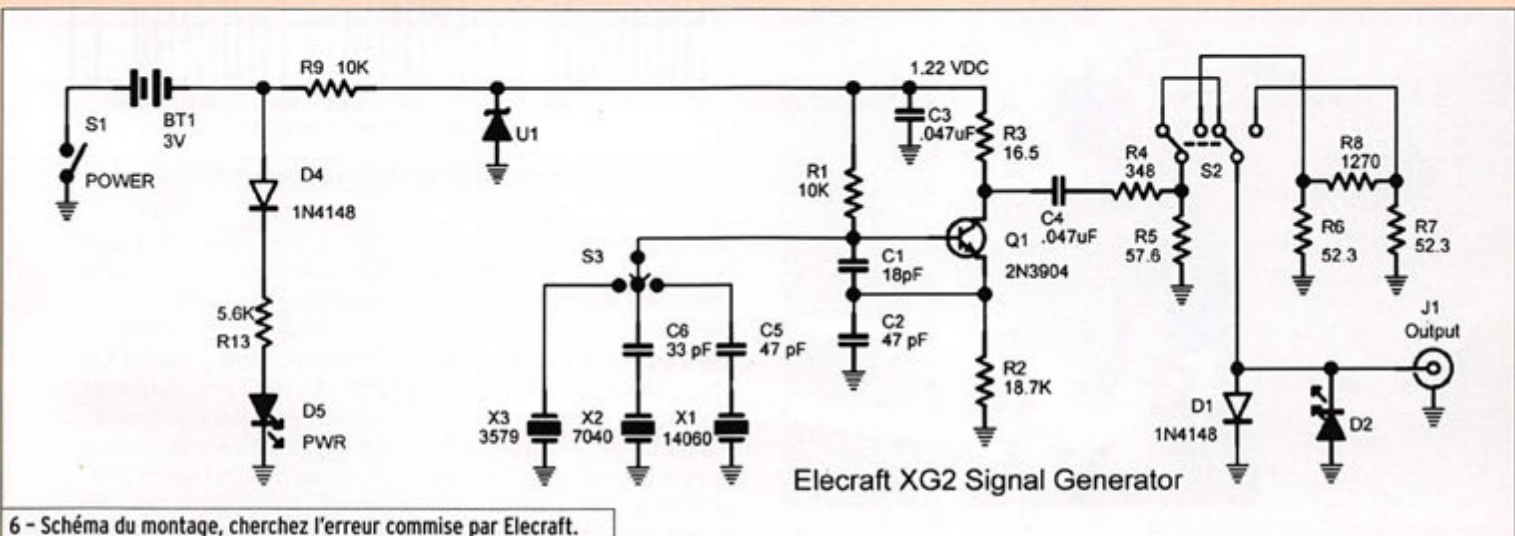 S1
POWER
BT1
3V
R9 10K
D4
1N4148
5.6K
R13
D5
PWR
U1
S3
X3
3579
X2
7040
X1
14060
C6
33 pF
C5
47 pF
R1
10K
C1
18pF
C2
47 pF
1.22 VDC
C3
.047uF
R3
16.5
Q1
2N3904
R2
18.7K
C4
.047uF
R4
348
R5
57.6
S2
R8
1270
R6
52.3
R7
52.3
J1
Output
D1
1N4148
D2
Elecraft XG2 Signal Generator
6 – Schéma du montage, cherchez l'erreur commise par Elecraft.